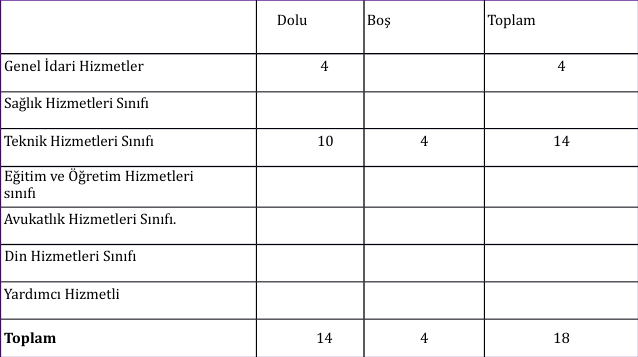 Dolu Boş Toplam
Genel İdari Hizmetler 4 4
Sağlık Hizmetleri Sınıfı
Teknik Hizmetleri Sınıfı 10 4 14
Eğitim ve Öğretim Hizmetleri
sınıfı
Avukatlık Hizmetleri Sınıfı.
Din Hizmetleri Sınıfı
Yardımcı Hizmetli
Toplam 14 4 18